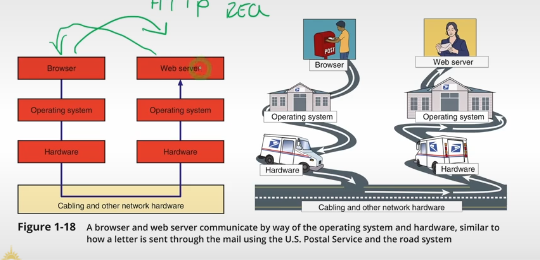 HTTP REQ
Browser
Web server
Operating system
Operating system
Hardware
Hardware
Cabling and other network hardware
POST
Browser
Web server
Operating system
Operating system
Hardware
Hardware
Cabling and other network hardware
Figure 1-18 A browser and web server communicate by way of the operating system and hardware, similar to
how a letter is sent through the mail using the U.S. Postal Service and the road system